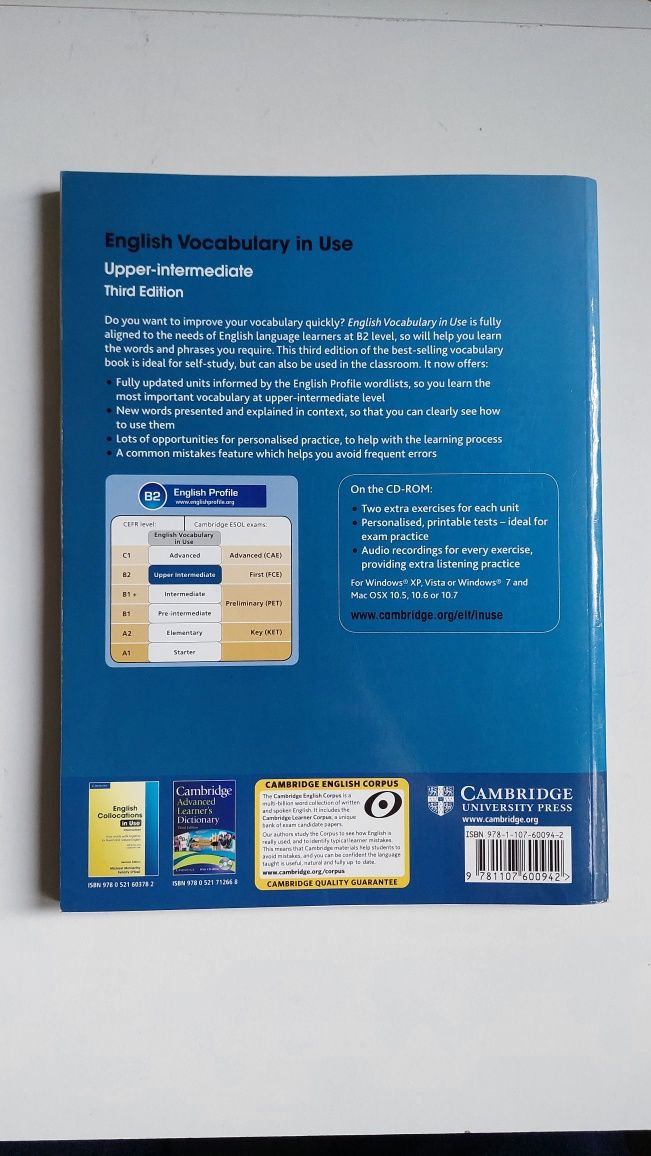 English Vocabulary in Use
Upper-intermediate
Third Edition
Do you want to improve your vocabulary quickly? English Vocabulary in Use is fully
aligned to the needs of English language learners at B2 level, so will help you learn
the words and phrases you require. This third edition of the best-selling vocabulary
book is ideal for self-study, but can also be used in the classroom. It now offers:
• Fully updated units informed by the English Profile wordlists, so you learn the
most important vocabulary at upper-intermediate level
• New words presented and explained in context, so that you can clearly see how
to use them
• Lots of opportunities for personalised practice, to help with the learning process
• A common mistakes feature which helps you avoid frequent errors
B2 English Profile
www.englishprofile.org
CEFR level: Cambridge ESOL exams:
English Vocabulary
in Use
C1 Advanced Advanced (CAE)
B2 Upper Intermediate First (FCE)
B1+ Intermediate
Preliminary (PET)
B1 Pre-intermediate
A2 Elementary Key (KET)
A1 Starter
On the CD-ROM:
• Two extra exercises for each unit
• Personalised, printable tests – ideal for
exam practice
• Audio recordings for every exercise,
providing extra listening practice
For Windows® XP, Vista or Windows® 7 and
Mac OSX 10.5, 10.6 or 10.7
www.cambridge.org/elt/inuse
English
Collocations
in Use
Michael McCarthy
Felicity O'Dell
ISBN 978 0 521 60378 2
Cambridge
Advanced
Learner's
Dictionary
Third Edition
ISBN 978 0 521 71266 8
CAMBRIDGE ENGLISH CORPUS
The Cambridge English Corpus is a
multi-billion word collection of written
and spoken English. It includes the
Cambridge Learner Corpus, a unique
bank of exam candidate papers.
Our authors study the Corpus to see how English is
really used, and to identify typical learner mistakes.
This means that Cambridge materials help students to
avoid mistakes, and you can be confident the language
taught is useful, natural and fully up to date.
www.cambridge.org/corpus
CAMBRIDGE QUALITY GUARANTEE
CAMBRIDGE
UNIVERSITY PRESS
www.cambridge.org
ISBN 978-1-107-60094-2
9 781107 600942 >